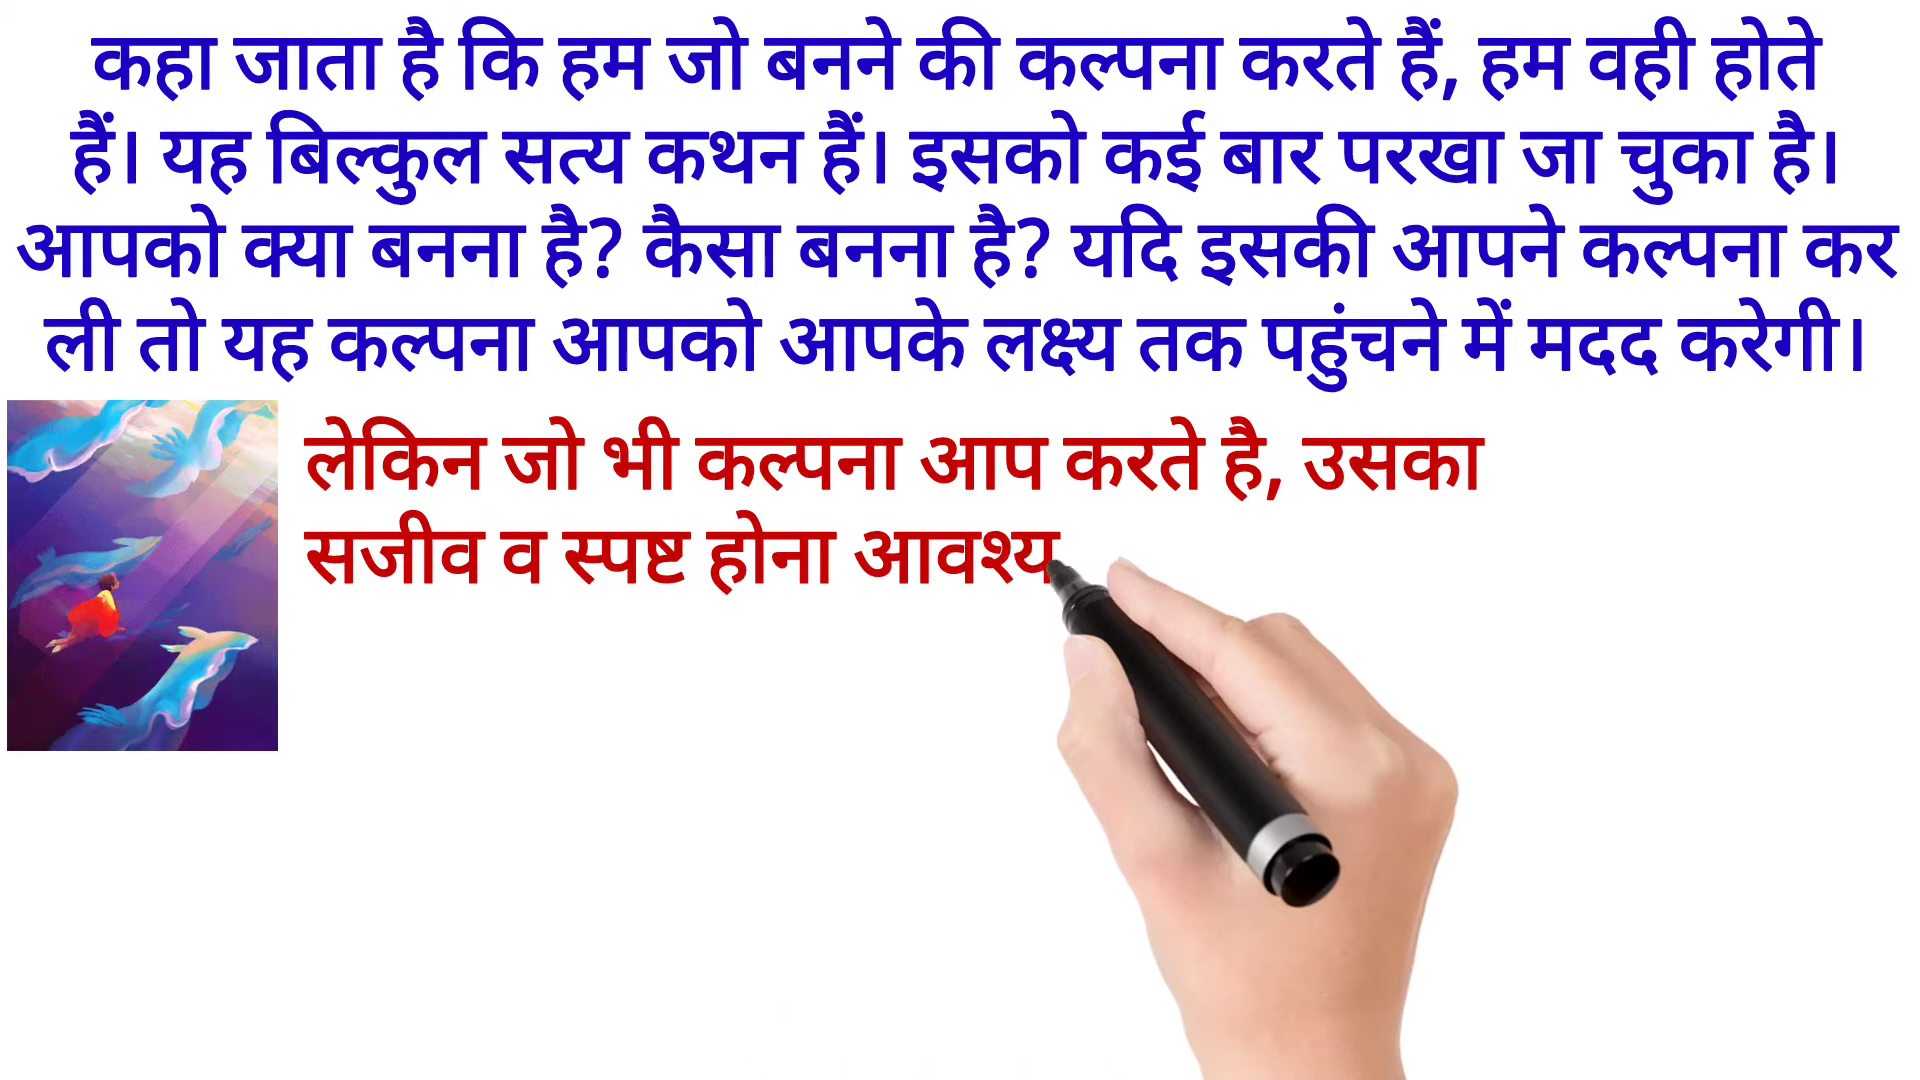 कहा जाता है कि हम जो बनने की कल्पना करते हैं, हम वही होते
हैं। यह बिल्कुल सत्य कथन हैं। इसको कई बार परखा जा चुका है।
आपको क्या बनना है? कैसा बनना है? यदि इसकी आपने कल्पना कर
ली तो यह कल्पना आपको आपके लक्ष्य तक पहुंचने में मदद करेगी।
लेकिन जो भी कल्पना आप करते है, उसका
सजीव व स्पष्ट होना आवश्य